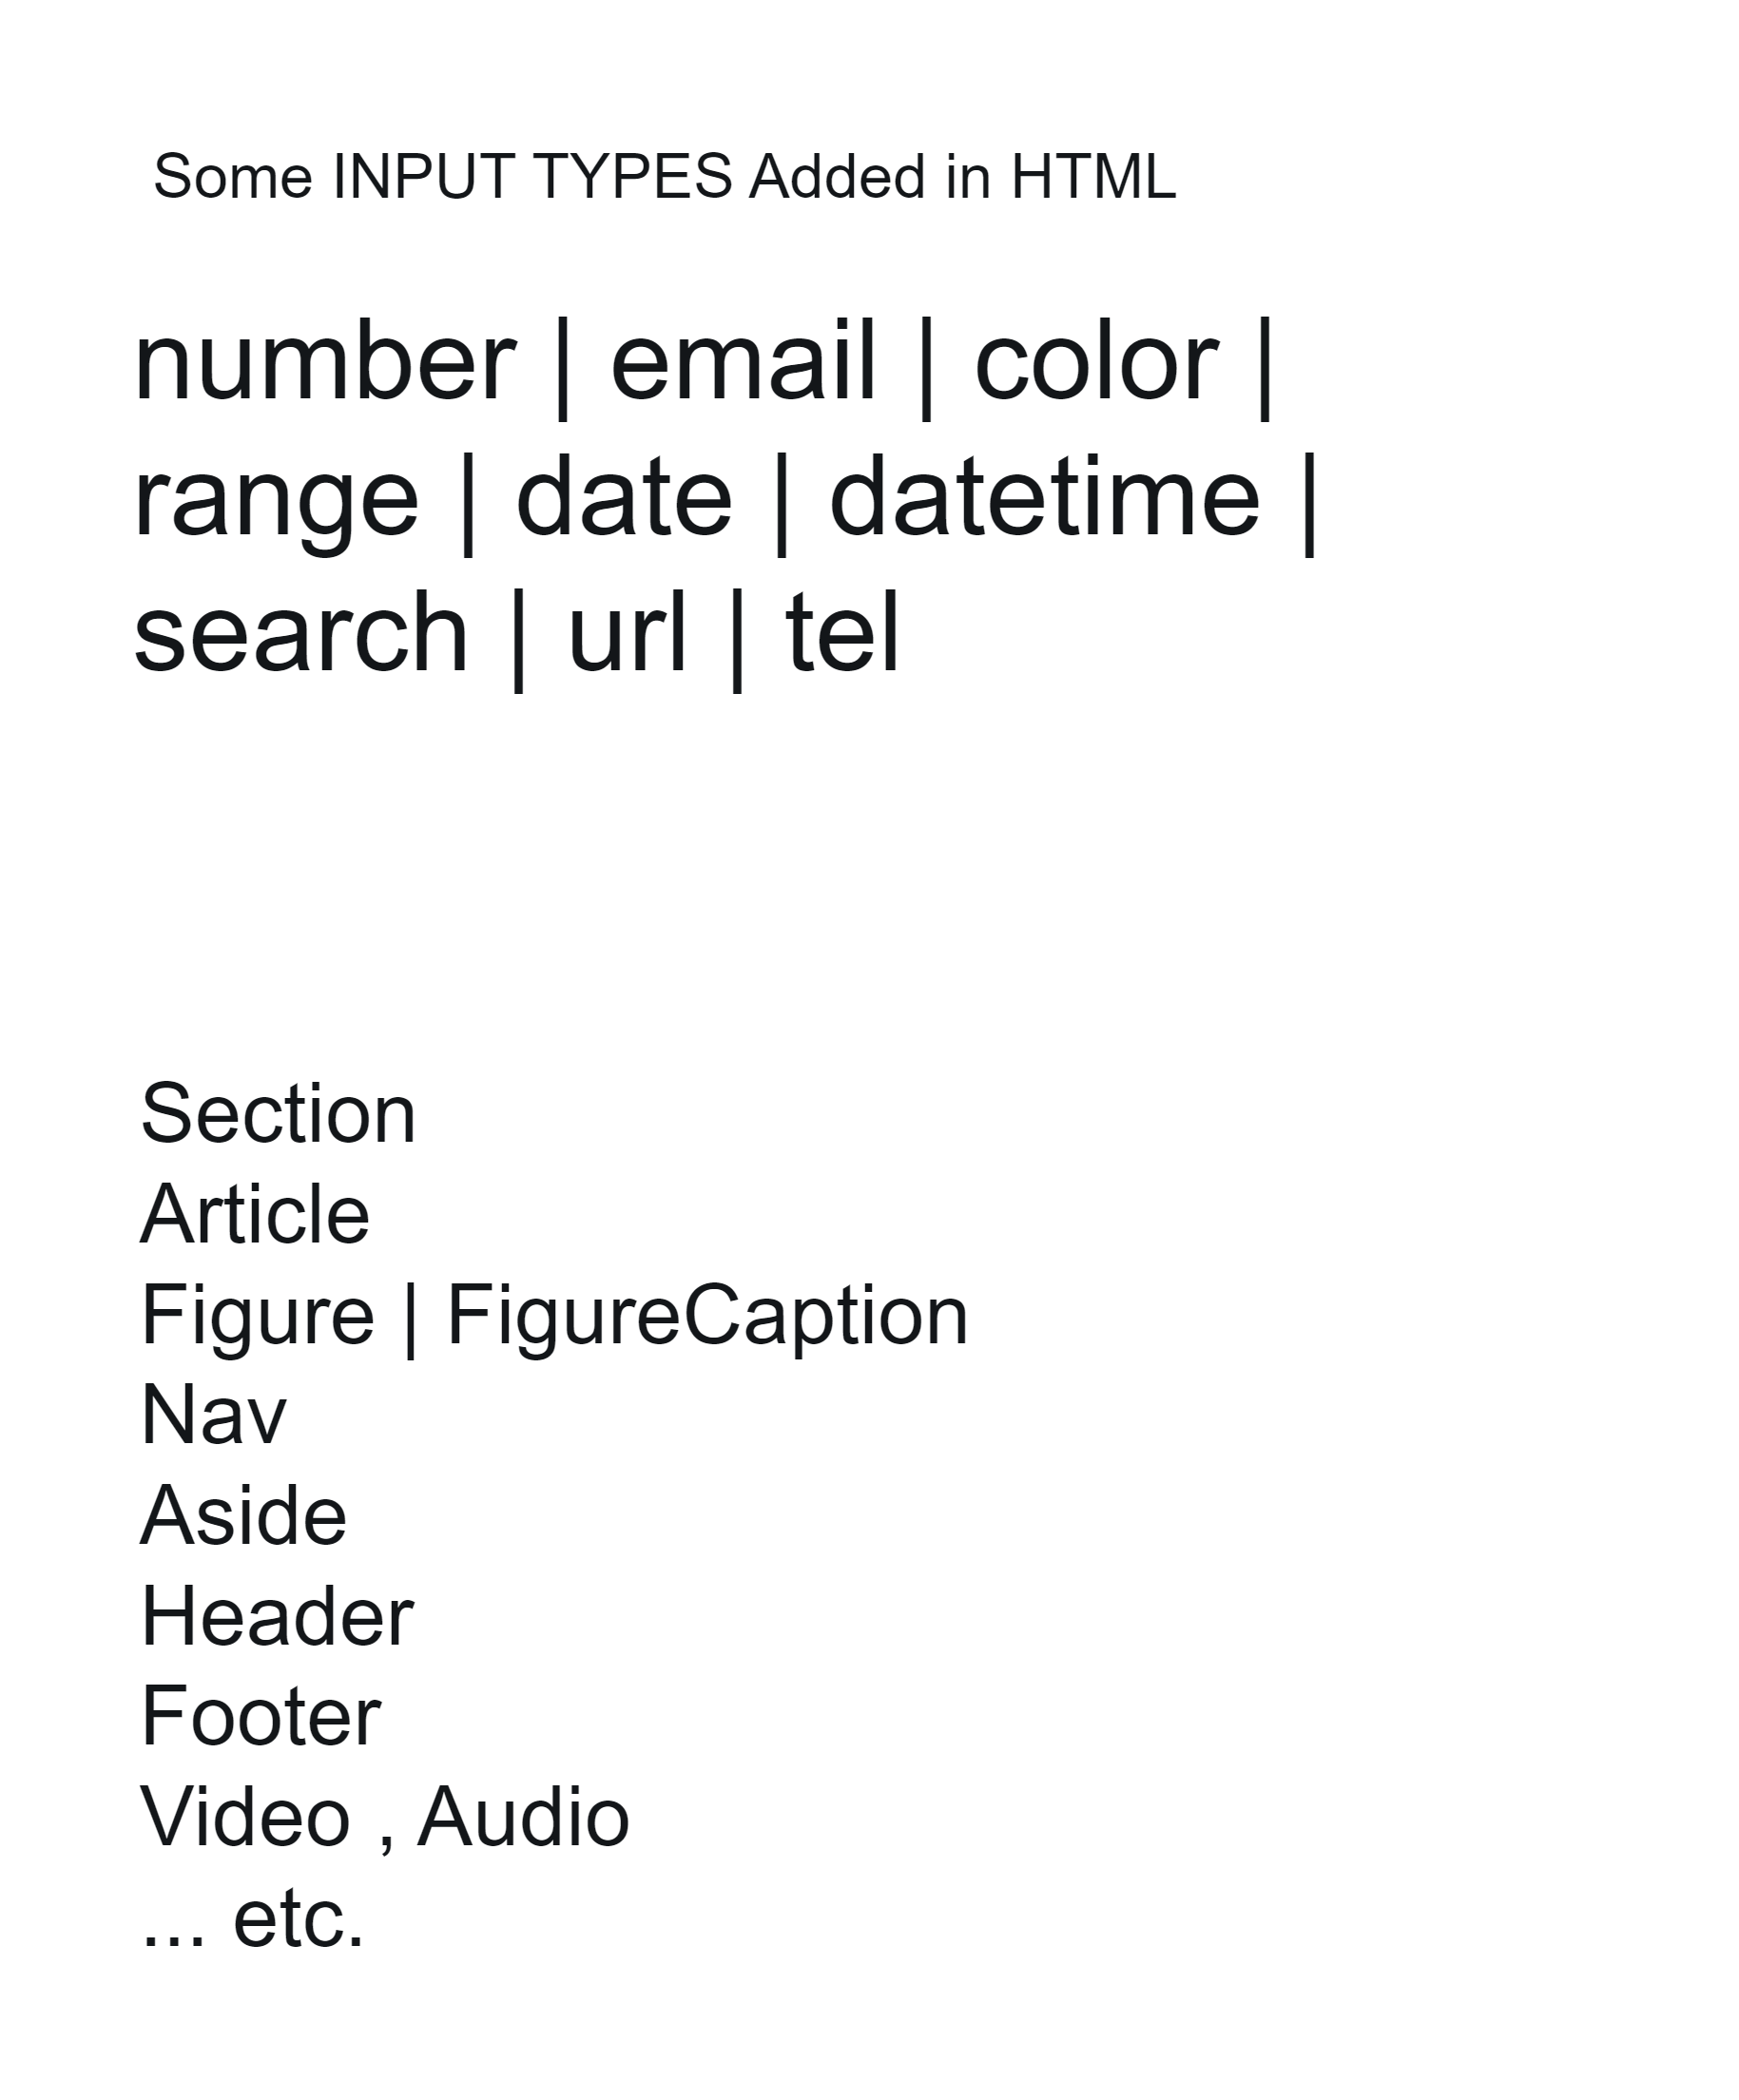 Some INPUT TYPES Added in HTML
number | email | color |
range | date | datetime |
search | url | tel
Section
Article
Figure | FigureCaption
Nav
Aside
Header
Footer
Video , Audio
... etc.